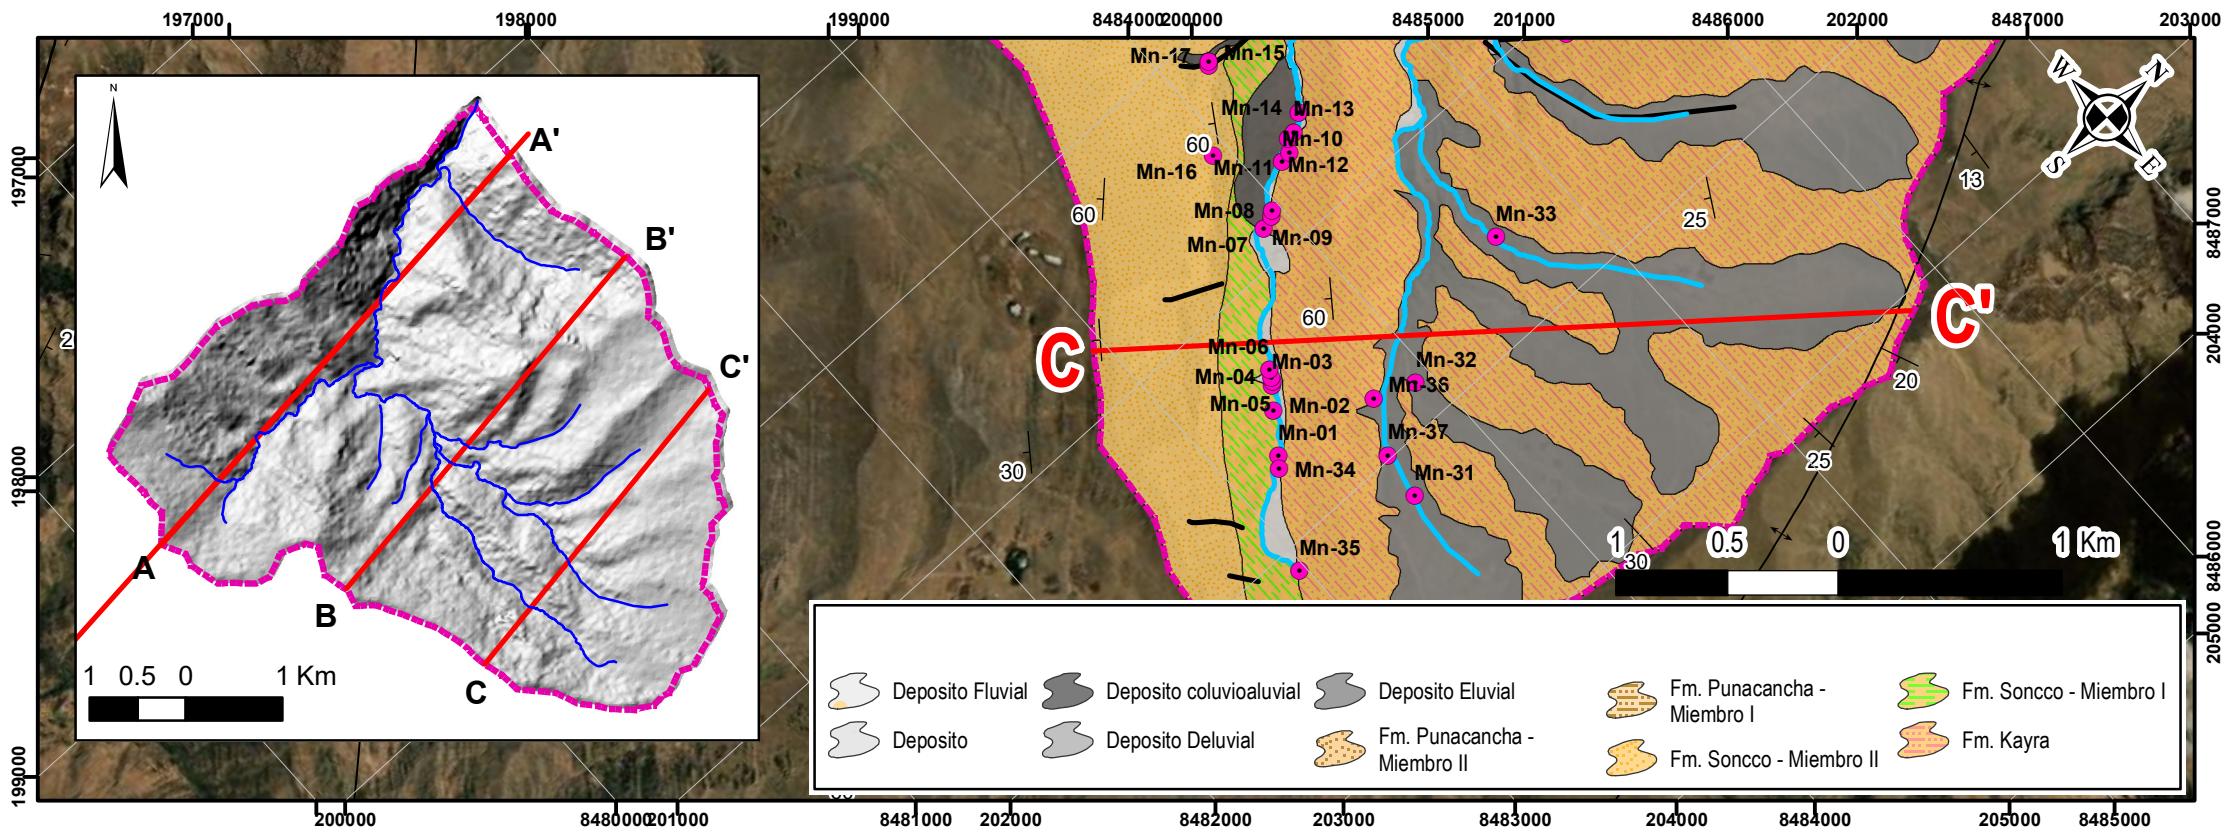 197000
198000
199000
8484000
200000
8485000
201000
8486000
202000
8487000
203000
197000
198000
199000
8487000
204000
8486000
205000
N
A'
B'
C'
A
B
C
1 0.5 0 1 Km
2
Mn-17
Mn-15
Mn-14
Mn-13
Mn-10
60
Mn-16
Mn-11
Mn-12
Mn-08
60
Mn-07
Mn-09
Mn-33
25
13
W
N
S
E
60
C
C'
Mn-06
Mn-03
Mn-32
Mn-04
Mn-36
20
Mn-05
Mn-02
Mn-01
Mn-37
25
30
Mn-34
Mn-31
Mn-35
30
1 0.5 0 1 Km
Deposito Fluvial
Deposito coluvioaluvial
Deposito Eluvial
Fm. Punacancha -
Miembro I
Fm. Soncco - Miembro I
Deposito
Deposito Deluvial
Fm. Punacancha -
Miembro II
Fm. Soncco - Miembro II
Fm. Kayra
200000
8480000
201000
8481000
202000
8482000
203000
8483000
204000
8484000
205000
8485000